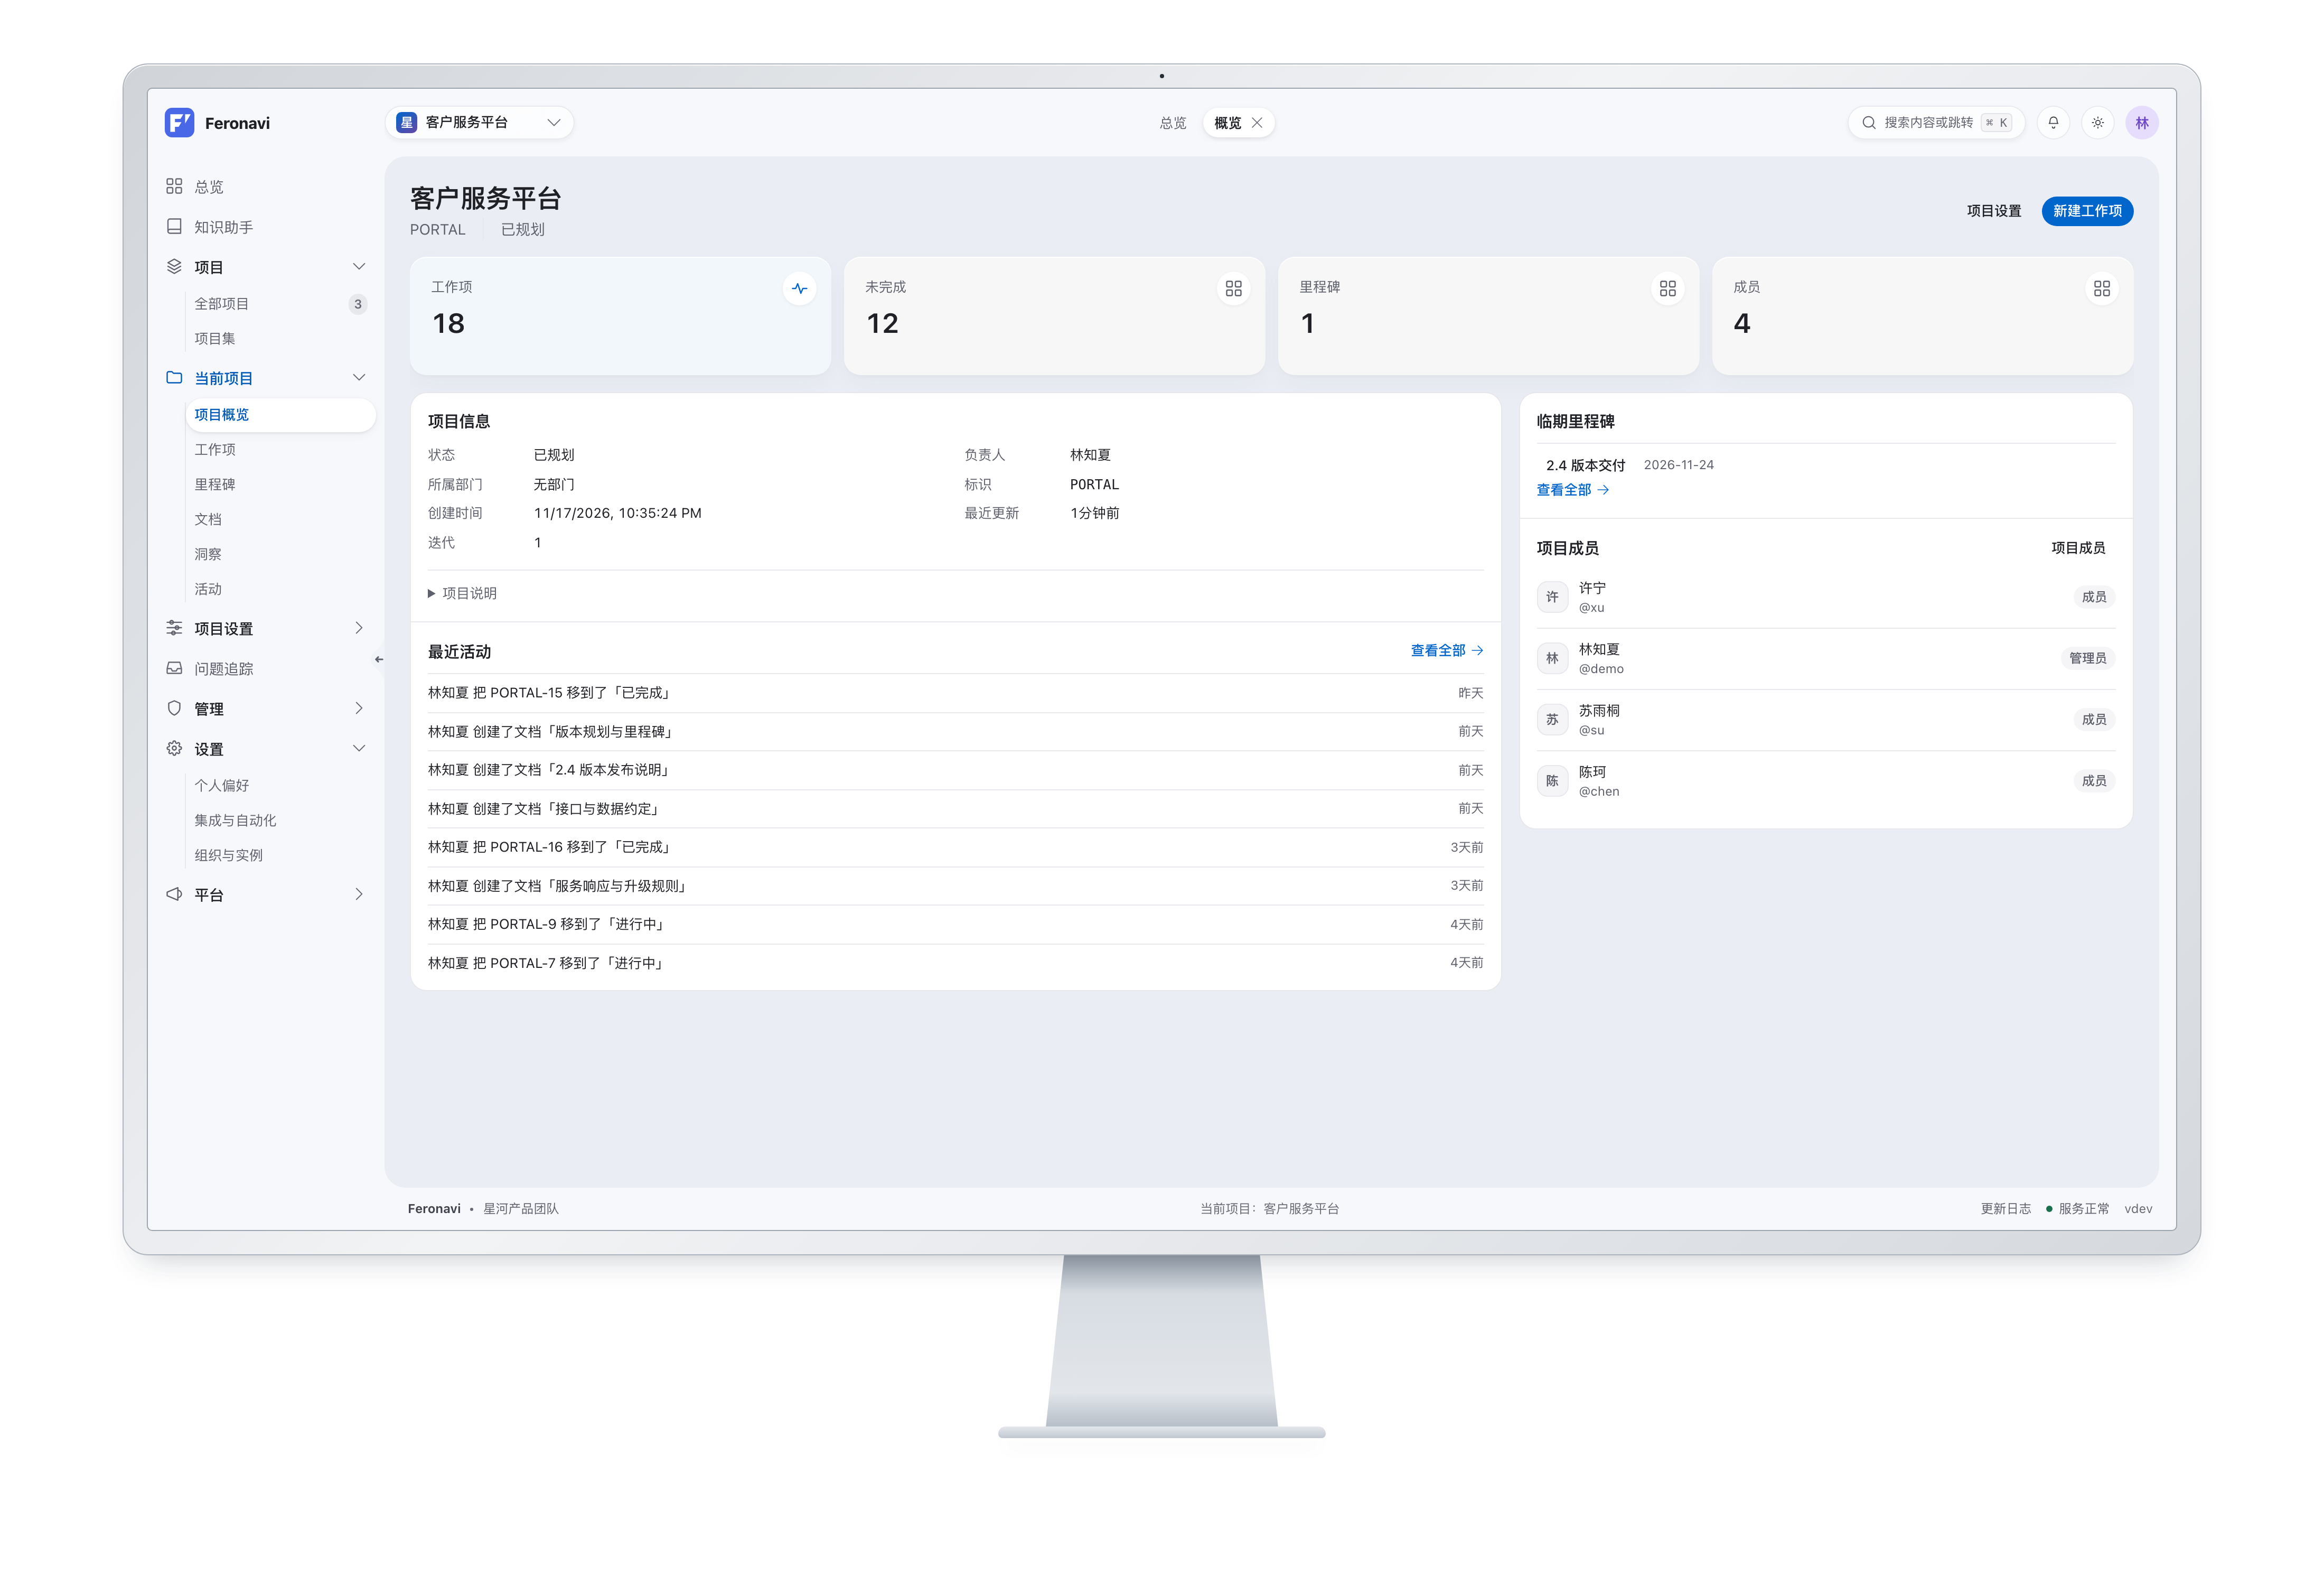 Feronavi
星 客户服务平台
总览 概览
搜索内容或跳转 ⌘ K
林
总览
知识助手
项目
全部项目 3
项目集
当前项目
项目概览
工作项
里程碑
文档
洞察
活动
项目设置
问题追踪
管理
设置
个人偏好
集成与自动化
组织与实例
平台
客户服务平台
PORTAL 已规划
项目设置 新建工作项
工作项
18
未完成
12
里程碑
1
成员
4
项目信息
状态 已规划 负责人 林知夏
所属部门 无部门 标识 PORTAL
创建时间 11/17/2026, 10:35:24 PM 最近更新 1分钟前
迭代 1
项目说明
最近活动 查看全部 →
林知夏 把 PORTAL-15 移到了「已完成」 昨天
林知夏 创建了文档「版本规划与里程碑」 前天
林知夏 创建了文档「2.4 版本发布说明」 前天
林知夏 创建了文档「接口与数据约定」 前天
林知夏 把 PORTAL-16 移到了「已完成」 3天前
林知夏 创建了文档「服务响应与升级规则」 3天前
林知夏 把 PORTAL-9 移到了「进行中」 4天前
林知夏 把 PORTAL-7 移到了「进行中」 4天前
临期里程碑
2.4 版本交付 2026-11-24
查看全部 →
项目成员 项目成员
许 许宁 成员
@xu
林 林知夏 管理员
@demo
苏 苏雨桐 成员
@su
陈 陈珂 成员
@chen
Feronavi • 星河产品团队
当前项目：客户服务平台
更新日志 服务正常 vdev